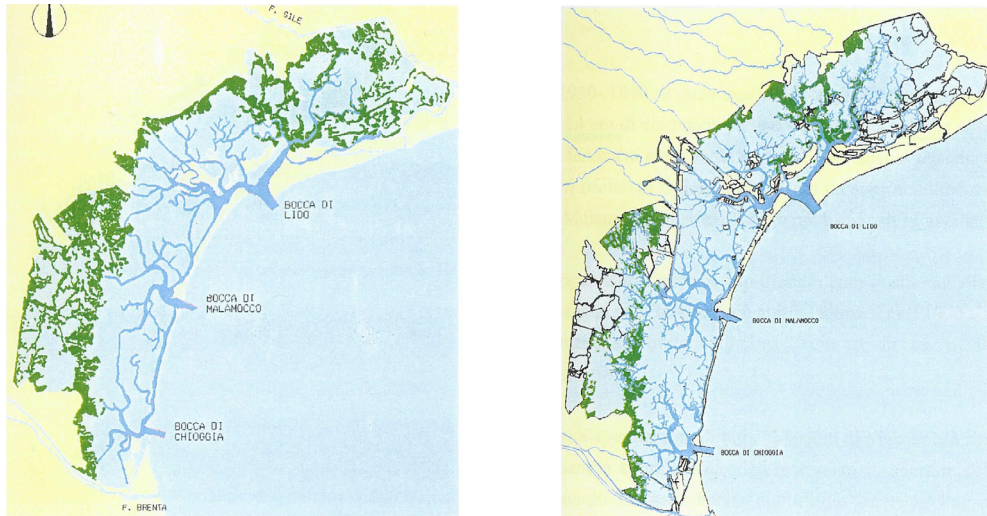 F. SILE
BOCCA DI
LIDO
BOCCA DI
MALAMOCCO
BOCCA DI
CHIOGGIA
F. BRENTA
BOCCA DI LIDO
BOCCA DI MALAMOCCO
BOCCA DI CHIOGGIA